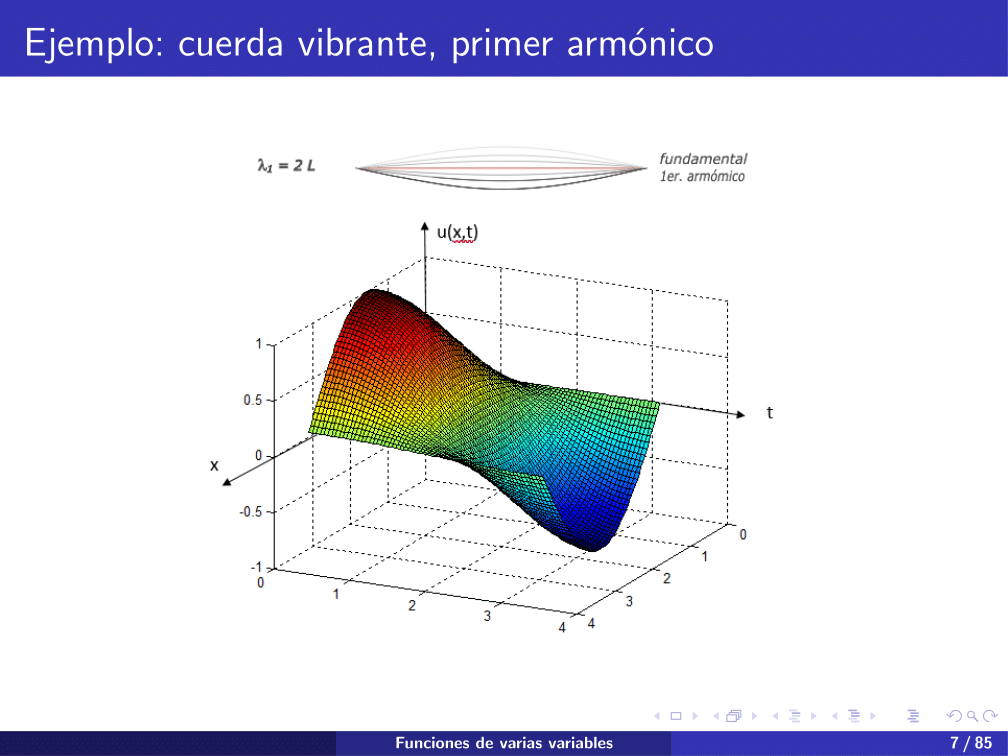 Ejemplo: cuerda vibrante, primer armónico
λ1 = 2 L
fundamental
1er. armómico
u(x,t)
1
0.5
0
-0.5
-1
x
t
0
1
2
3
4
4
3
2
1
0
Funciones de varias variables
7 / 85